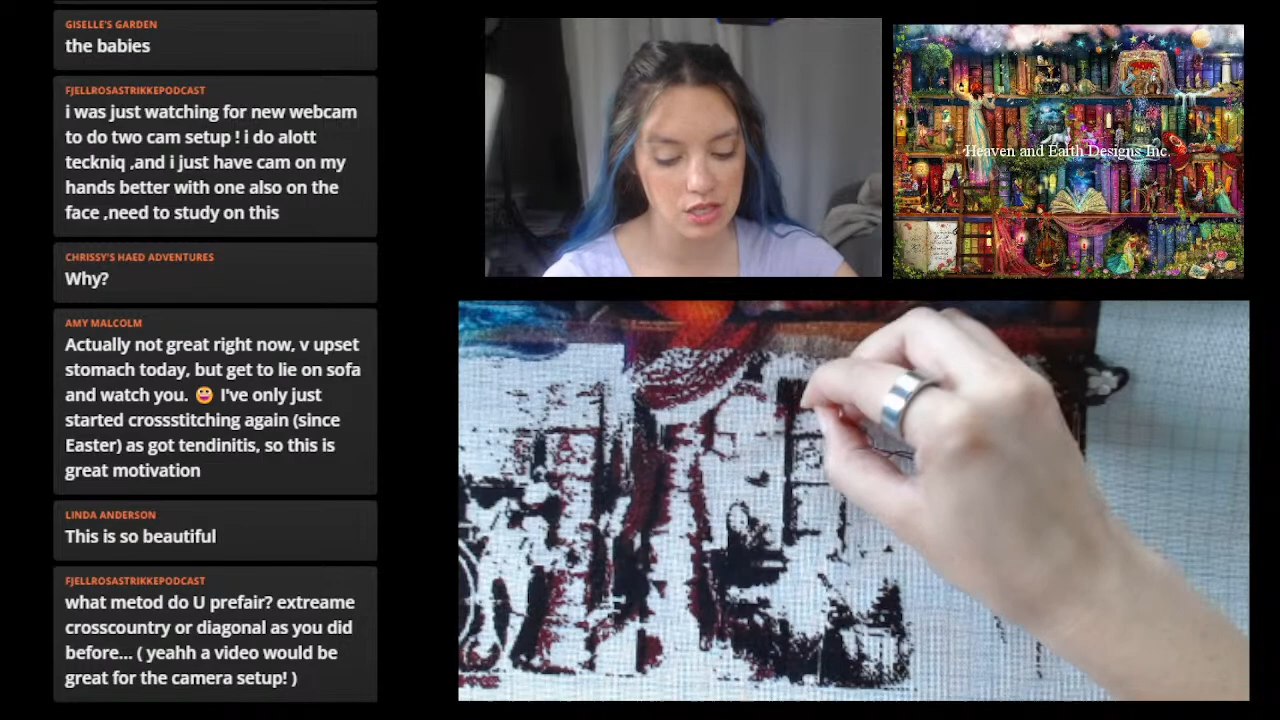 GISELLE'S GARDEN
the babies
FJELLROSASTRIKKEPODCAST
i was just watching for new webcam
to do two cam setup ! i do alott
teckniq ,and i just have cam on my
hands better with one also on the
face ,need to study on this
CHRISSY'S HAED ADVENTURES
Why?
AMY MALCOLM
Actually not great right now, v upset
stomach today, but get to lie on sofa
and watch you. 😀 I've only just
started crossstitching again (since
Easter) as got tendinitis, so this is
great motivation
LINDA ANDERSON
This is so beautiful
FJELLROSASTRIKKEPODCAST
what metod do U prefair? extreame
crosscountry or diagonal as you did
before... ( yeahh a video would be
great for the camera setup! )
Heaven and Earth Designs Inc.